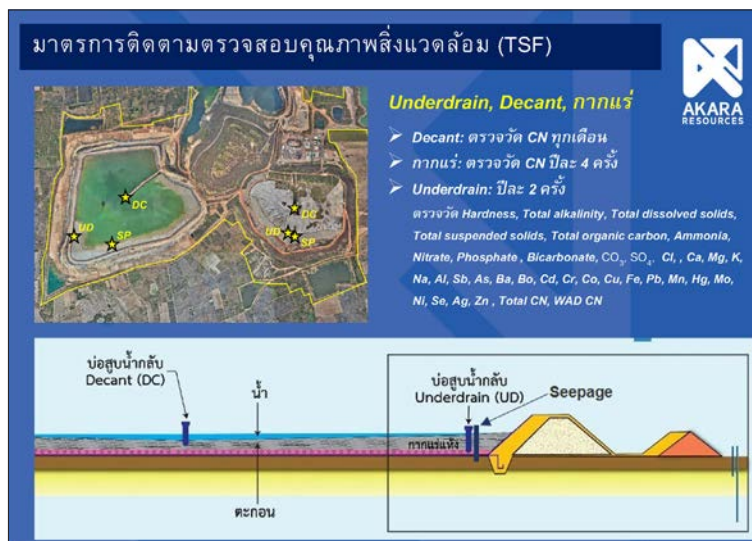 มาตรการติดตามตรวจสอบคุณภาพสิ่งแวดล้อม (TSF)
AKARA
RESOURCES
Underdrain, Decant, กากแร่
➢ Decant: ตรวจวัด CN ทุกเดือน
➢ กากแร่: ตรวจวัด CN ปีละ 4 ครั้ง
➢ Underdrain: ปีละ 2 ครั้ง
ตรวจวัด Hardness, Total alkalinity, Total dissolved solids,
Total suspended solids, Total organic carbon, Ammonia,
Nitrate, Phosphate , Bicarbonate, CO3, SO4, Cl, , Ca, Mg, K,
Na, Al, Sb, As, Ba, Bo, Cd, Cr, Co, Cu, Fe, Pb, Mn, Hg, Mo,
Ni, Se, Ag, Zn , Total CN, WAD CN
DC
UD
SP
DC
UD
SP
บ่อสูบน้ำกลับ
Decant (DC)
น้ำ
ตะกอน
บ่อสูบน้ำกลับ
Underdrain (UD)
Seepage
กากแร่แห้ง